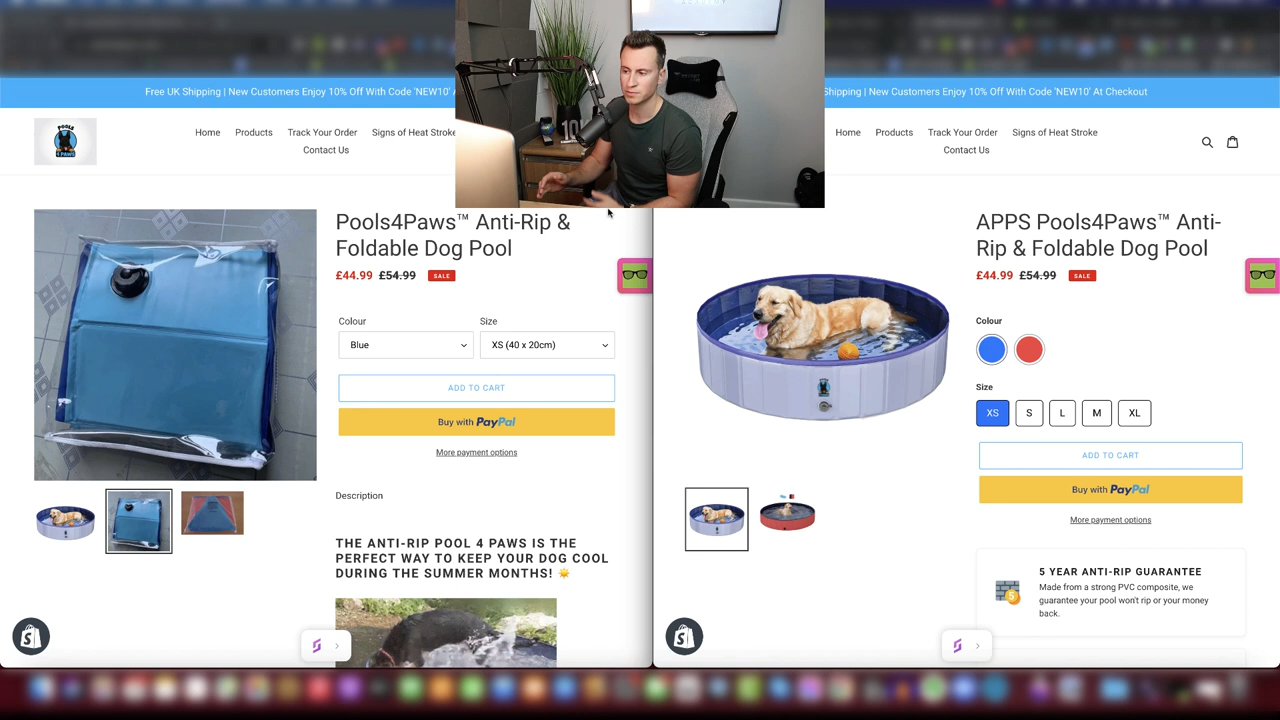 Free UK Shipping | New Customers Enjoy 10% Off With Code 'NEW10'
POOLS
4 PAWS
Home
Products
Track Your Order
Signs of Heat Stroke
Contact Us
Pools4Paws™ Anti-Rip &
Foldable Dog Pool
£44.99 £54.99 SALE
Colour
Size
Blue
XS (40 x 20cm)
ADD TO CART
Buy with PayPal
More payment options
Description
THE ANTI-RIP POOL 4 PAWS IS THE
PERFECT WAY TO KEEP YOUR DOG COOL
DURING THE SUMMER MONTHS!
Shipping | New Customers Enjoy 10% Off With Code 'NEW10' At Checkout
Home
Products
Track Your Order
Signs of Heat Stroke
Contact Us
APPS Pools4Paws™ Anti-
Rip & Foldable Dog Pool
£44.99 £54.99 SALE
Colour
Size
XS S L M XL
ADD TO CART
Buy with PayPal
More payment options
5 YEAR ANTI-RIP GUARANTEE
Made from a strong PVC composite, we
guarantee your pool won't rip or your money
back.